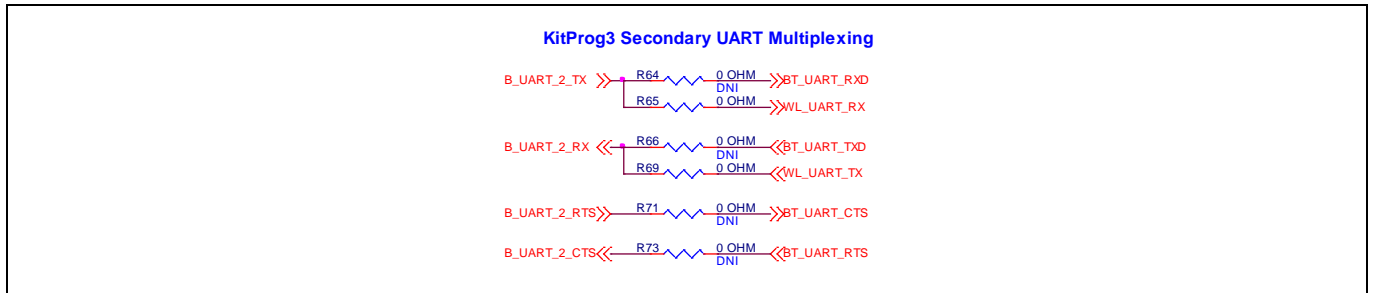 KitProg3 Secondary UART Multiplexing
B_UART_2_TX R64 0 OHM BT_UART_RXD
DNI
R65 0 OHM WL_UART_RX
B_UART_2_RX R66 0 OHM BT_UART_TXD
DNI
R69 0 OHM WL_UART_TX
B_UART_2_RTS R71 0 OHM BT_UART_CTS
DNI
B_UART_2_CTS R73 0 OHM BT_UART_RTS
DNI